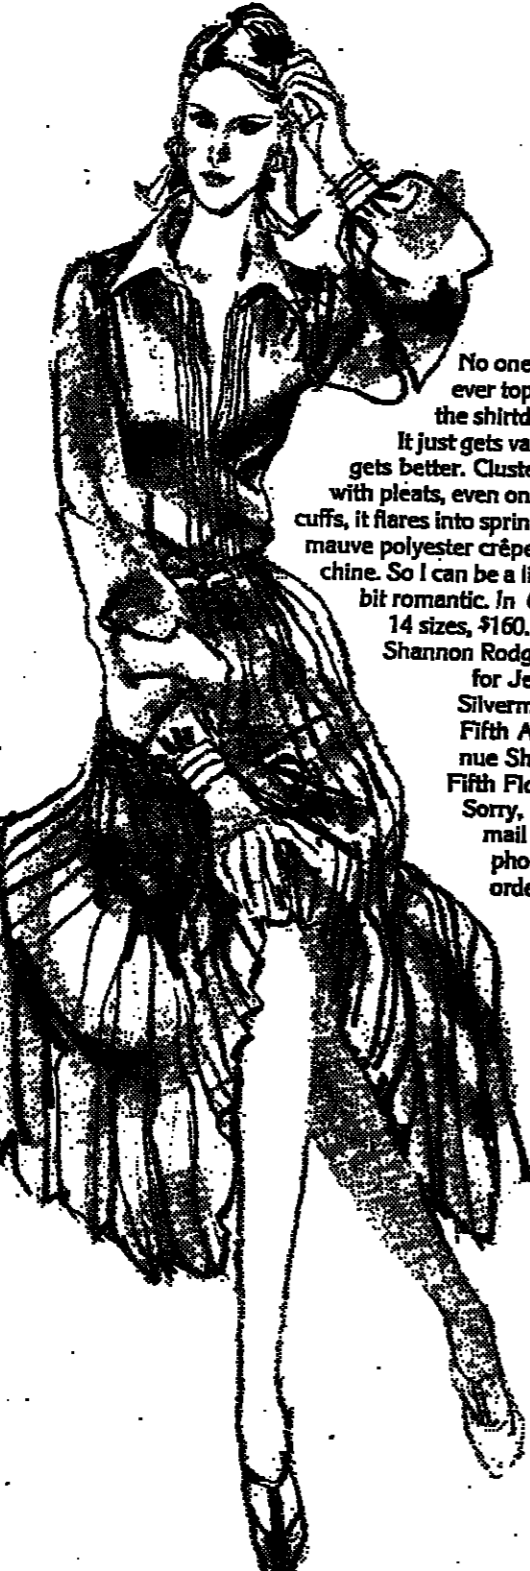 No one
ever top
the shirtd
It just gets va
gets better. Cluste
with pleats, even on
cuffs, it flares into sprin
mauve polyester crêpe
chine. So I can be a li
bit romantic. In
14 sizes, $160.
Shannon Rodg
for Je
Silverm
Fifth A
nue Sh
Fifth Flo
Sorry,
mail
pho
orde